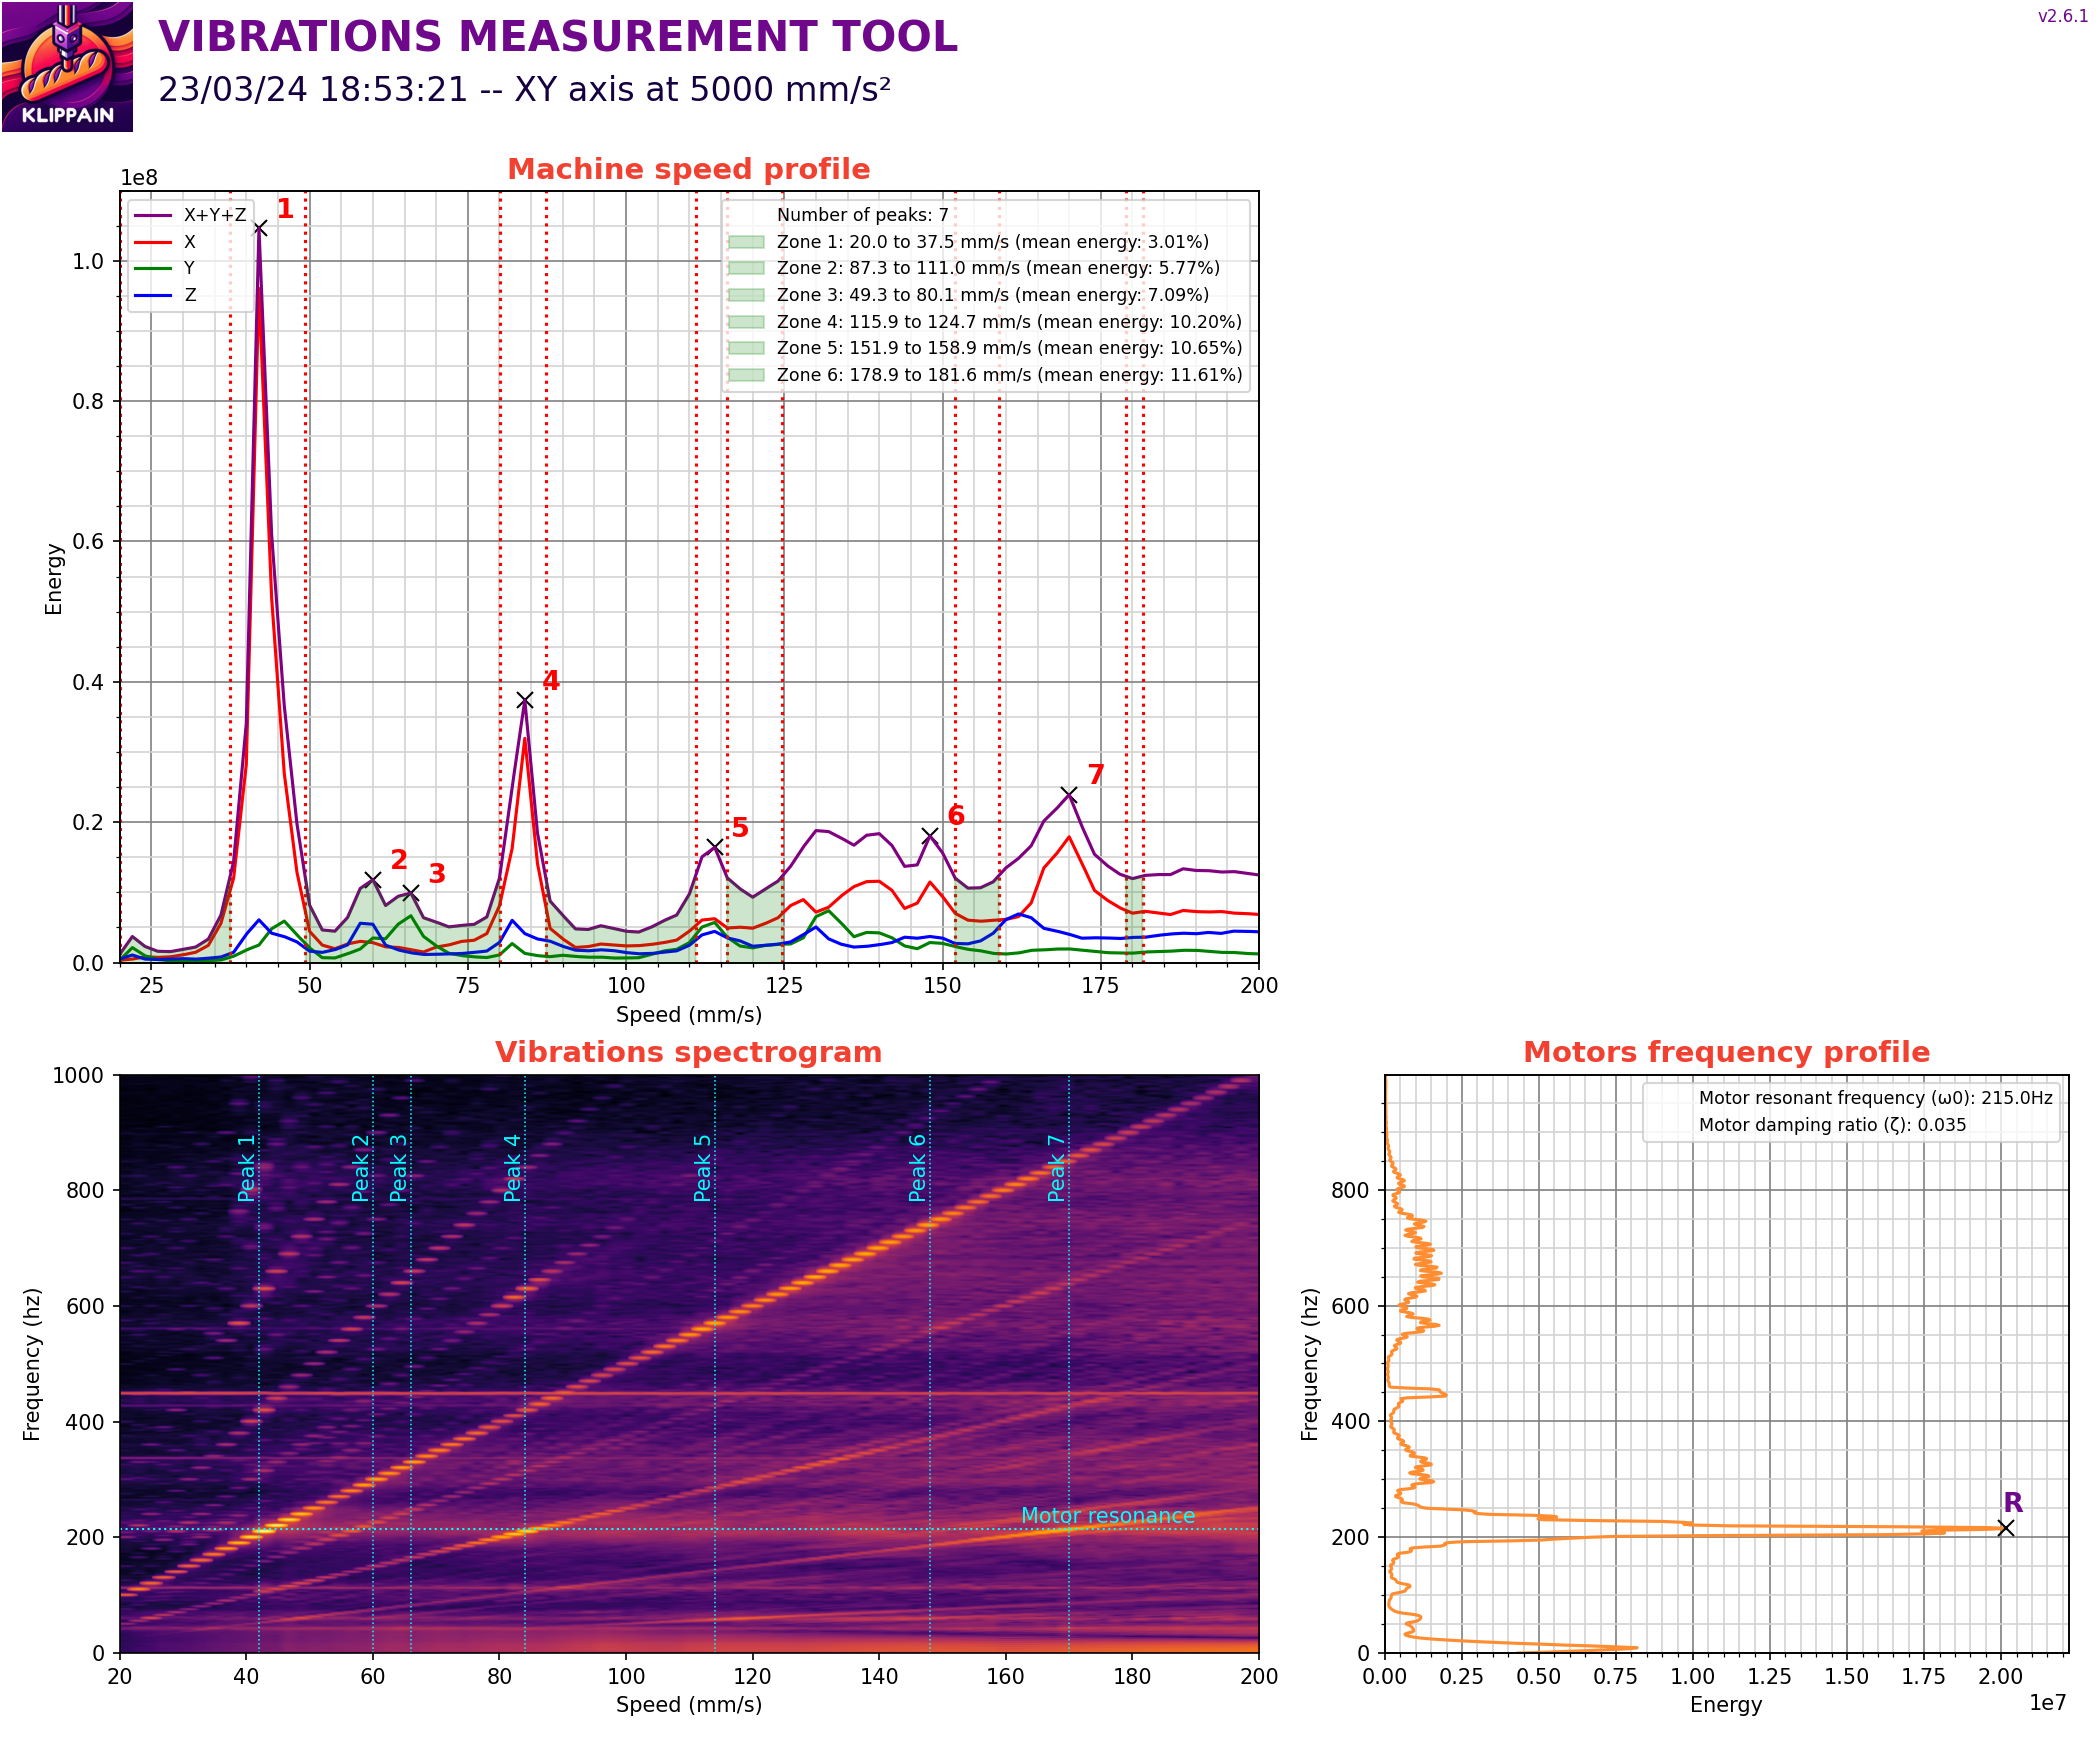 KLIPPAIN
VIBRATIONS MEASUREMENT TOOL
23/03/24 18:53:21 -- XY axis at 5000 mm/s²
v2.6.1
Machine speed profile
1e8
X+Y+Z
X
Y
Z
Number of peaks: 7
Zone 1: 20.0 to 37.5 mm/s (mean energy: 3.01%)
Zone 2: 87.3 to 111.0 mm/s (mean energy: 5.77%)
Zone 3: 49.3 to 80.1 mm/s (mean energy: 7.09%)
Zone 4: 115.9 to 124.7 mm/s (mean energy: 10.20%)
Zone 5: 151.9 to 158.9 mm/s (mean energy: 10.65%)
Zone 6: 178.9 to 181.6 mm/s (mean energy: 11.61%)
1
2
3
4
5
6
7
1.0
0.8
0.6
0.4
0.2
0.0
Energy
25 50 75 100 125 150 175 200
Speed (mm/s)
Vibrations spectrogram
1000
800
600
400
200
0
Frequency (hz)
Peak 1
Peak 2
Peak 3
Peak 4
Peak 5
Peak 6
Peak 7
Motor resonance
20 40 60 80 100 120 140 160 180 200
Speed (mm/s)
Motors frequency profile
Motor resonant frequency (ω0): 215.0Hz
Motor damping ratio (ζ): 0.035
R
800
600
400
200
0
Frequency (hz)
0.00 0.25 0.50 0.75 1.00 1.25 1.50 1.75 2.00
Energy
1e7